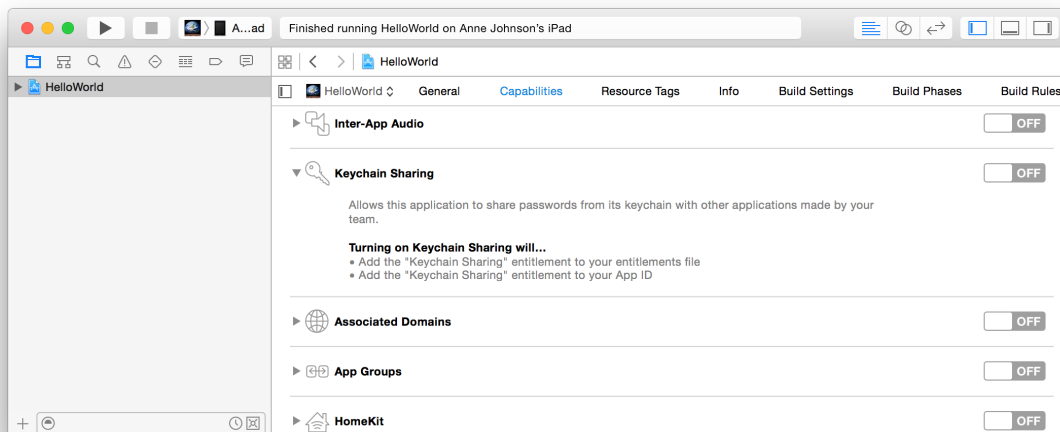 A...ad
Finished running HelloWorld on Anne Johnson's iPad
HelloWorld
HelloWorld
HelloWorld General Capabilities Resource Tags Info Build Settings Build Phases Build Rules
Inter-App Audio OFF
Keychain Sharing OFF
Allows this application to share passwords from its keychain with other applications made by your
team.
Turning on Keychain Sharing will...
• Add the "Keychain Sharing" entitlement to your entitlements file
• Add the "Keychain Sharing" entitlement to your App ID
Associated Domains OFF
App Groups OFF
HomeKit OFF